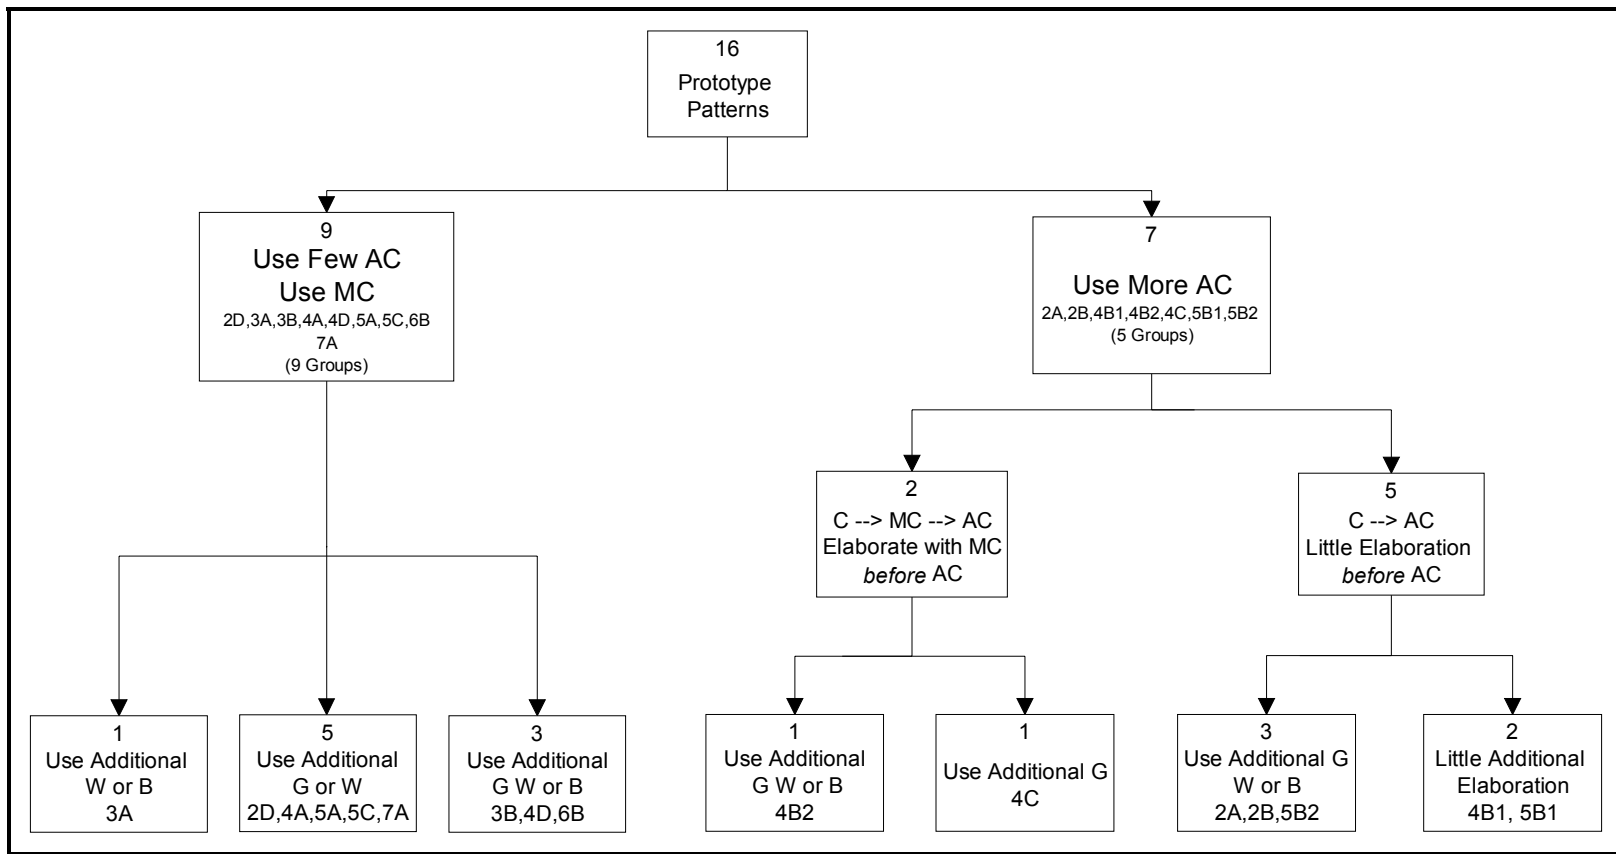 16
Prototype
Patterns
9
Use Few AC
Use MC
2D,3A,3B,4A,4D,5A,5C,6B
7A
(9 Groups)
7
Use More AC
2A,2B,4B1,4B2,4C,5B1,5B2
(5 Groups)
2
C --> MC --> AC
Elaborate with MC
before AC
5
C --> AC
Little Elaboration
before AC
1
Use Additional
W or B
3A
5
Use Additional
G or W
2D,4A,5A,5C,7A
3
Use Additional
G W or B
3B,4D,6B
1
Use Additional
G W or B
4B2
1
Use Additional G
4C
3
Use Additional G
W or B
2A,2B,5B2
2
Little Additional
Elaboration
4B1, 5B1